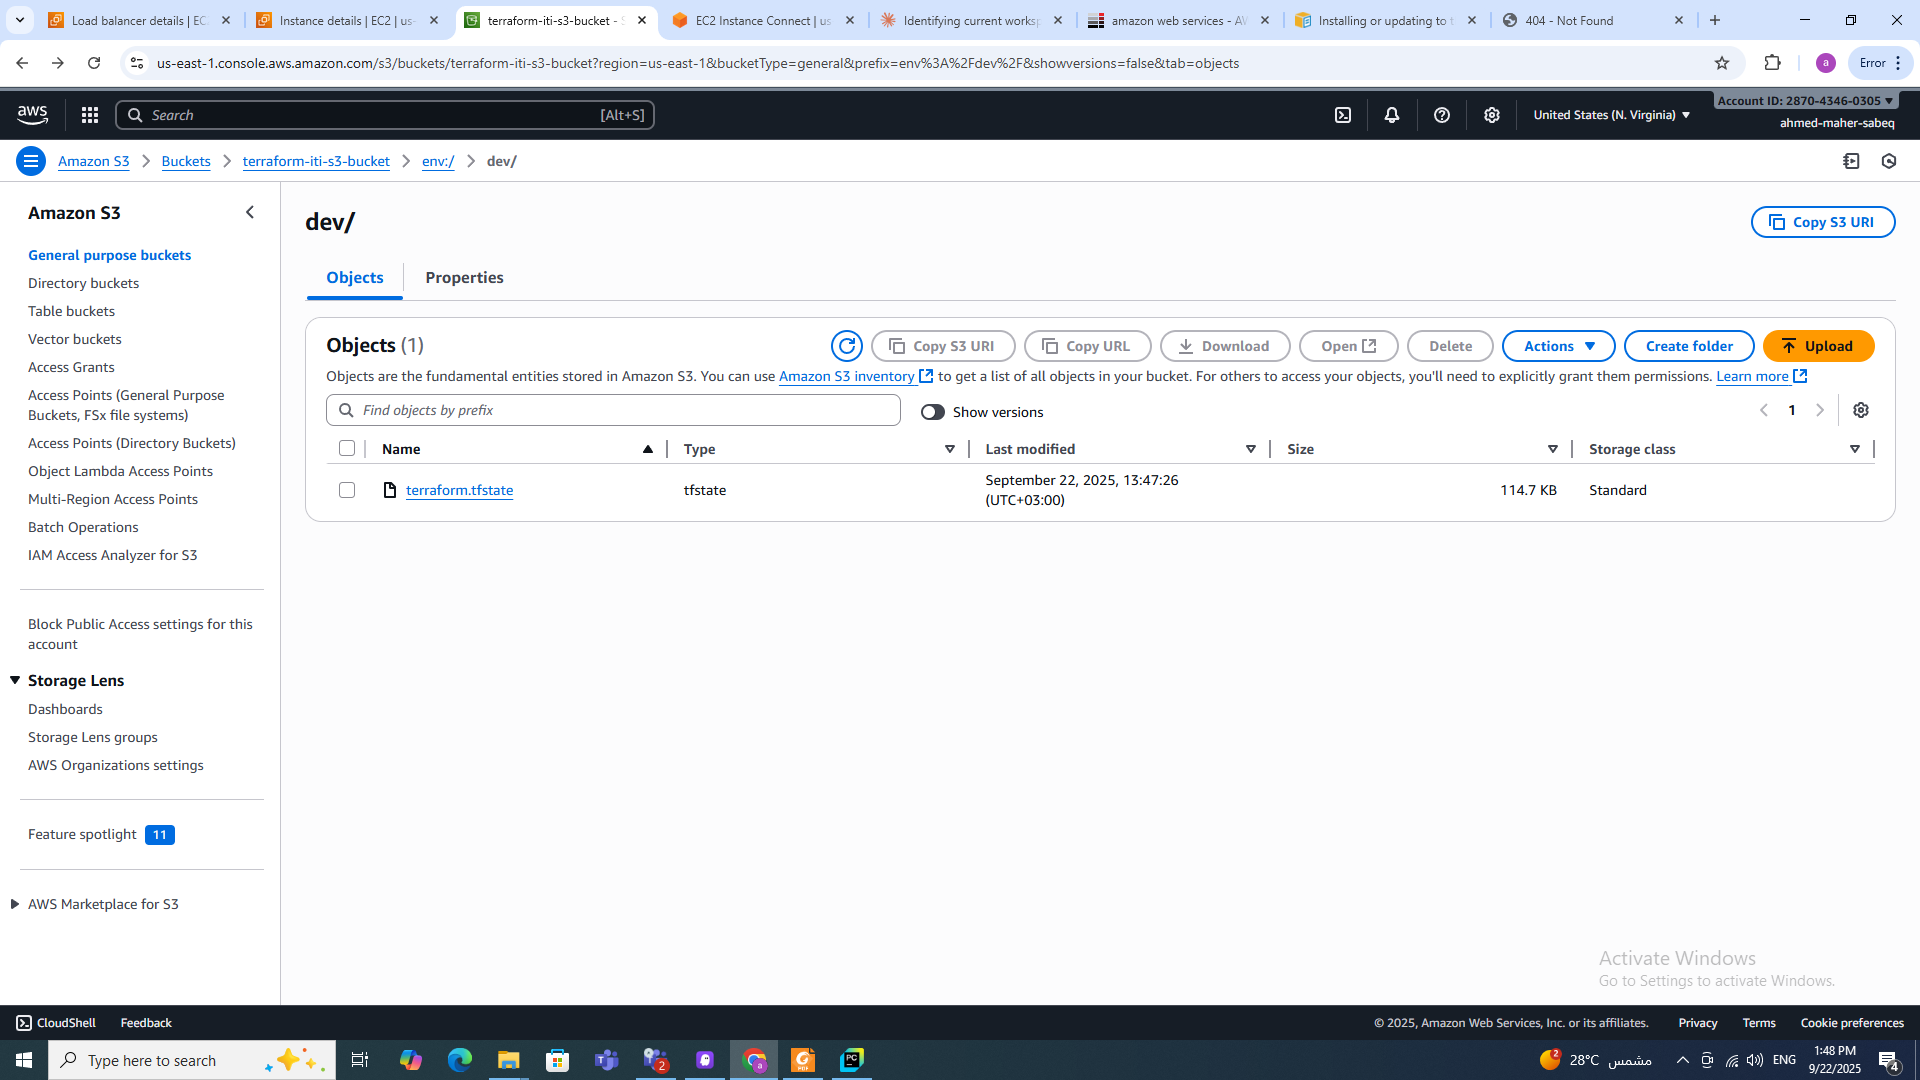 Load balancer details | EC
Instance details | EC2 | us-
terraform-iti-s3-bucket - S
EC2 Instance Connect | us
Identifying current worksp
amazon web services - AW
Installing or updating to t
404 - Not Found
us-east-1.console.aws.amazon.com/s3/buckets/terraform-iti-s3-bucket?region=us-east-1&bucketType=general&prefix=env%3A%2Fdev%2F&showversions=false&tab=objects
a
Error
aws
Search
[Alt+S]
United States (N. Virginia)
Account ID: 2870-4346-0305
ahmed-maher-sabeq
Amazon S3
Buckets
terraform-iti-s3-bucket
env:/
dev/
Amazon S3
General purpose buckets
Directory buckets
Table buckets
Vector buckets
Access Grants
Access Points (General Purpose
Buckets, FSx file systems)
Access Points (Directory Buckets)
Object Lambda Access Points
Multi-Region Access Points
Batch Operations
IAM Access Analyzer for S3
Block Public Access settings for this
account
Storage Lens
Dashboards
Storage Lens groups
AWS Organizations settings
Feature spotlight 11
AWS Marketplace for S3
dev/
Copy S3 URI
Objects
Properties
Objects (1)
Copy S3 URI
Copy URL
Download
Open
Delete
Actions
Create folder
Upload
Objects are the fundamental entities stored in Amazon S3. You can use Amazon S3 inventory to get a list of all objects in your bucket. For others to access your objects, you'll need to explicitly grant them permissions. Learn more
Find objects by prefix
Show versions
1
Name
Type
Last modified
Size
Storage class
terraform.tfstate
tfstate
September 22, 2025, 13:47:26
(UTC+03:00)
114.7 KB
Standard
Activate Windows
Go to Settings to activate Windows.
CloudShell
Feedback
© 2025, Amazon Web Services, Inc. or its affiliates.
Privacy
Terms
Cookie preferences
Type here to search
2
a
PDF
PC
2
28°C مشمس
ENG
1:48 PM
9/22/2025
4